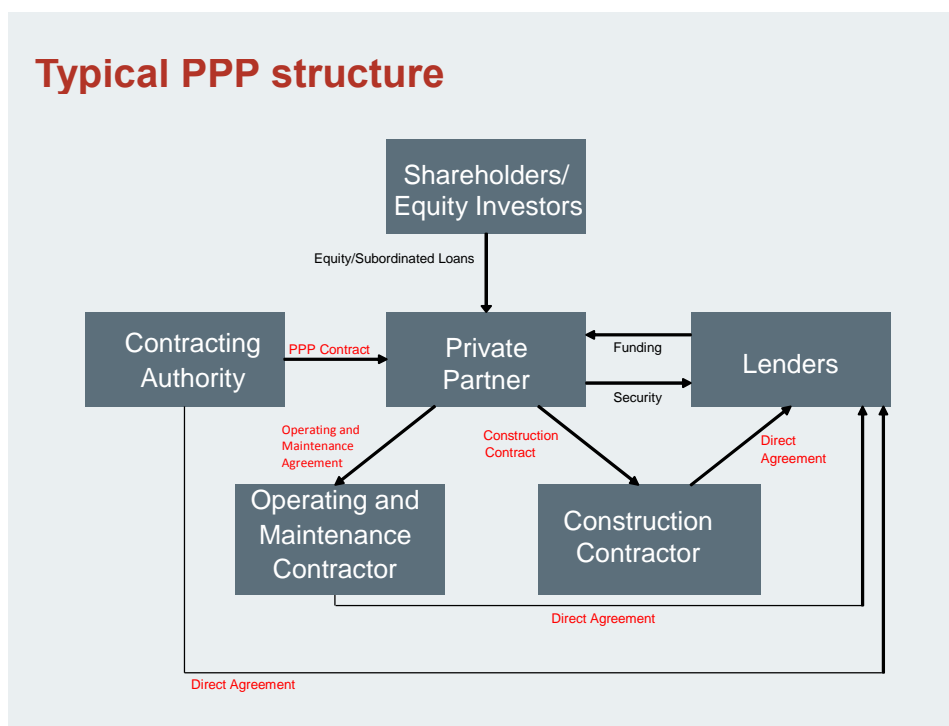 Typical PPP structure
Shareholders/
Equity Investors
Equity/Subordinated Loans
Contracting
Authority
PPP Contract
Private
Partner
Funding
Security
Lenders
Operating and
Maintenance
Agreement
Construction
Contract
Direct
Agreement
Operating and
Maintenance
Contractor
Construction
Contractor
Direct Agreement
Direct Agreement